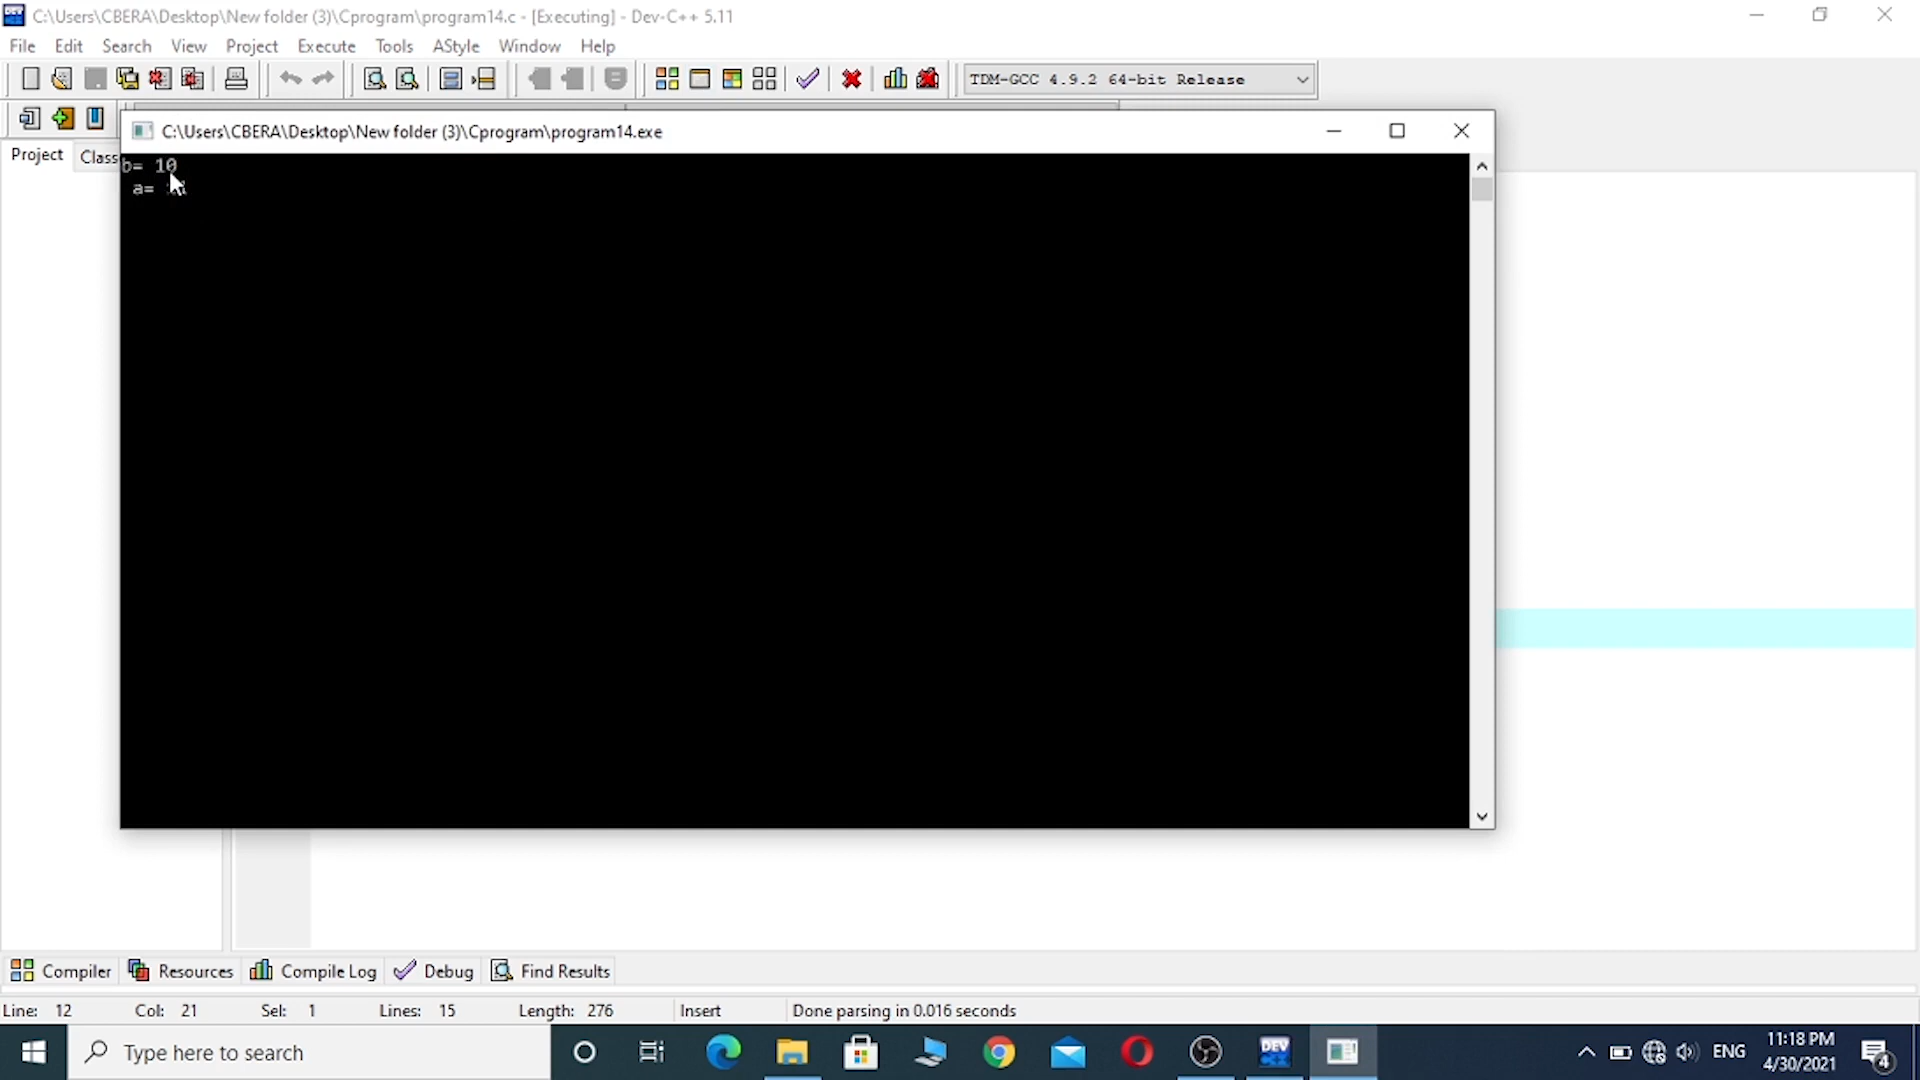 C:\Users\CBERA\Desktop\New folder (3)\Cprogram\program14.c - [Executing] - Dev-C++ 5.11
File Edit Search View Project Execute Tools AStyle Window Help
TDM-GCC 4.9.2 64-bit Release
C:\Users\CBERA\Desktop\New folder (3)\Cprogram\program14.exe
Project Class
b= 10
a=
Compiler Resources Compile Log Debug Find Results
Line: 12 Col: 21 Sel: 1 Lines: 15 Length: 276 Insert Done parsing in 0.016 seconds
Type here to search
DEV
ENG
11:18 PM
4/30/2021
4